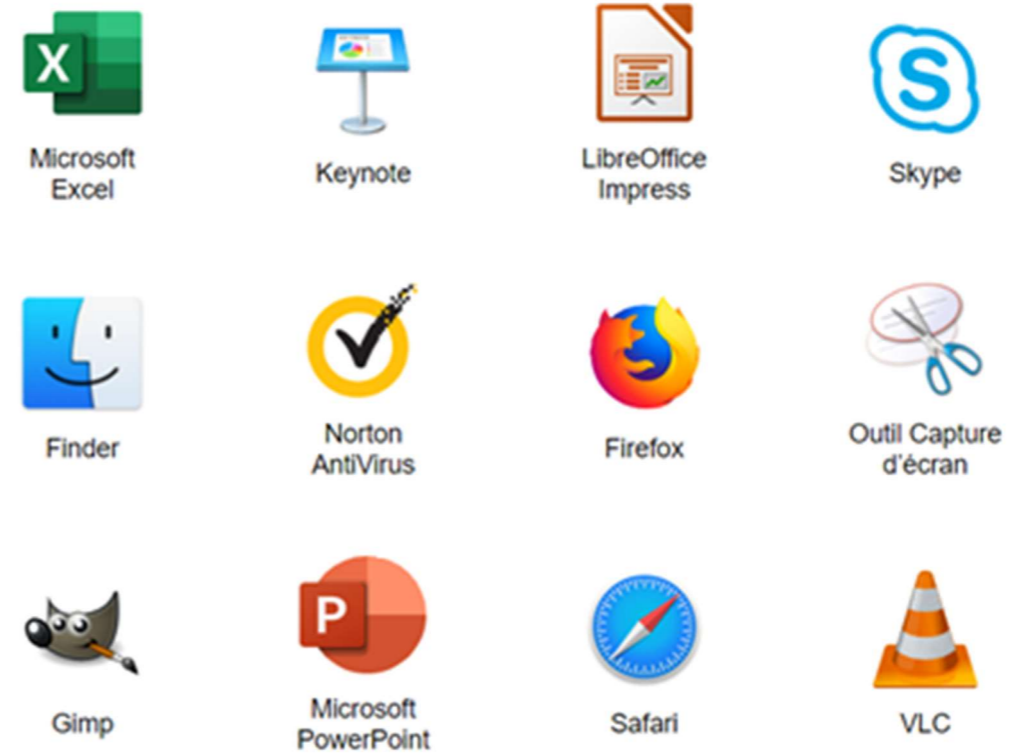 X
Microsoft
Excel
Keynote
LibreOffice
Impress
S
Skype
Finder
Norton
AntiVirus
Firefox
Outil Capture
d'écran
Gimp
P
Microsoft
PowerPoint
Safari
VLC